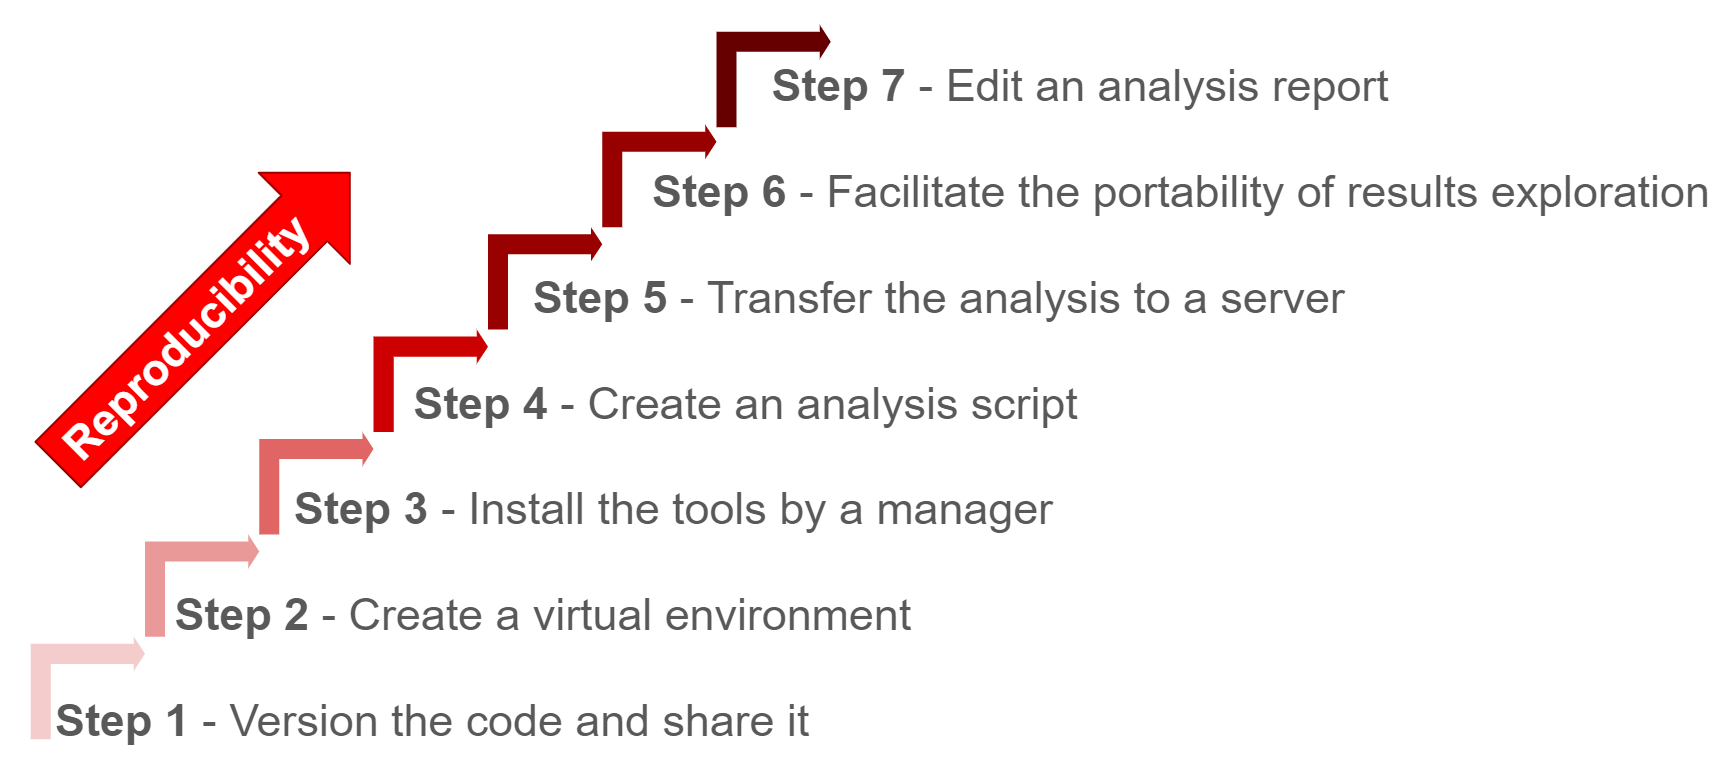 Step 7 - Edit an analysis report
Step 6 - Facilitate the portability of results exploration
Reproducibility
Step 5 - Transfer the analysis to a server
Step 4 - Create an analysis script
Step 3 - Install the tools by a manager
Step 2 - Create a virtual environment
Step 1 - Version the code and share it